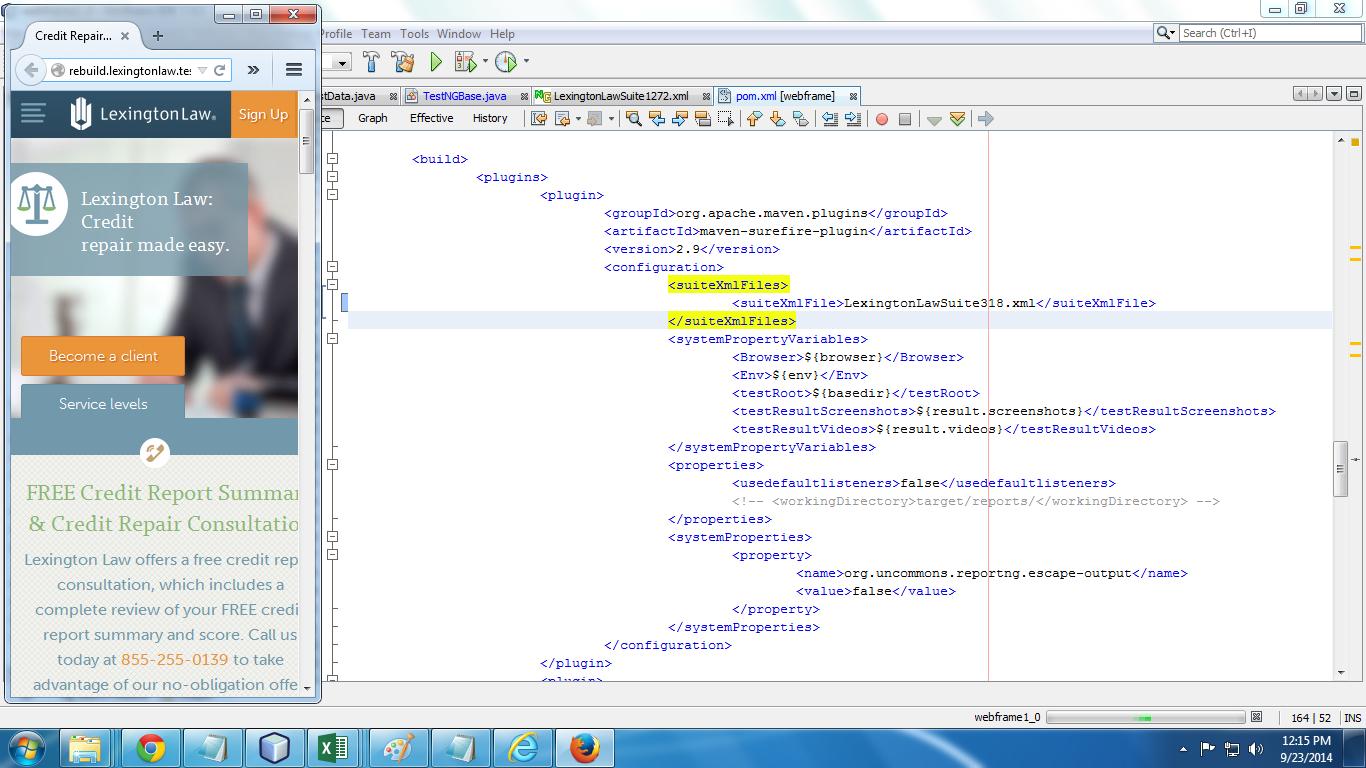 Credit Repair...
rebuild.lexingtonlaw.te
LexingtonLaw.
Sign Up
Lexington Law:
Credit
repair made easy.
Become a client
Service levels
FREE Credit Report Summar
& Credit Repair Consultatio
Lexington Law offers a free credit rep
consultation, which includes a
complete review of your FREE credi
report summary and score. Call us
today at 855-255-0139 to take
advantage of our no-obligation offe
Profile Team Tools Window Help
Search (Ctrl+I)
stData.java TestNGBase.java LexingtonLawSuite1272.xml pom.xml [webframe]
Graph Effective History
<build>
<plugins>
<plugin>
<groupId>org.apache.maven.plugins</groupId>
<artifactId>maven-surefire-plugin</artifactId>
<version>2.9</version>
<configuration>
<suiteXmlFiles>
<suiteXmlFile>LexingtonLawSuite318.xml</suiteXmlFile>
</suiteXmlFiles>
<systemPropertyVariables>
<Browser>${browser}</Browser>
<Env>${env}</Env>
<testRoot>${basedir}</testRoot>
<testResultScreenshots>${result.screenshots}</testResultScreenshots>
<testResultVideos>${result.videos}</testResultVideos>
</systemPropertyVariables>
<properties>
<usedefaultlisteners>false</usedefaultlisteners>
<!-- <workingDirectory>target/reports/</workingDirectory> -->
</properties>
<systemProperties>
<property>
<name>org.uncommons.reportng.escape-output</name>
<value>false</value>
</property>
</systemProperties>
</configuration>
</plugin>
<plugin>
webframe1_0
164 | 52 INS
12:15 PM
9/23/2014